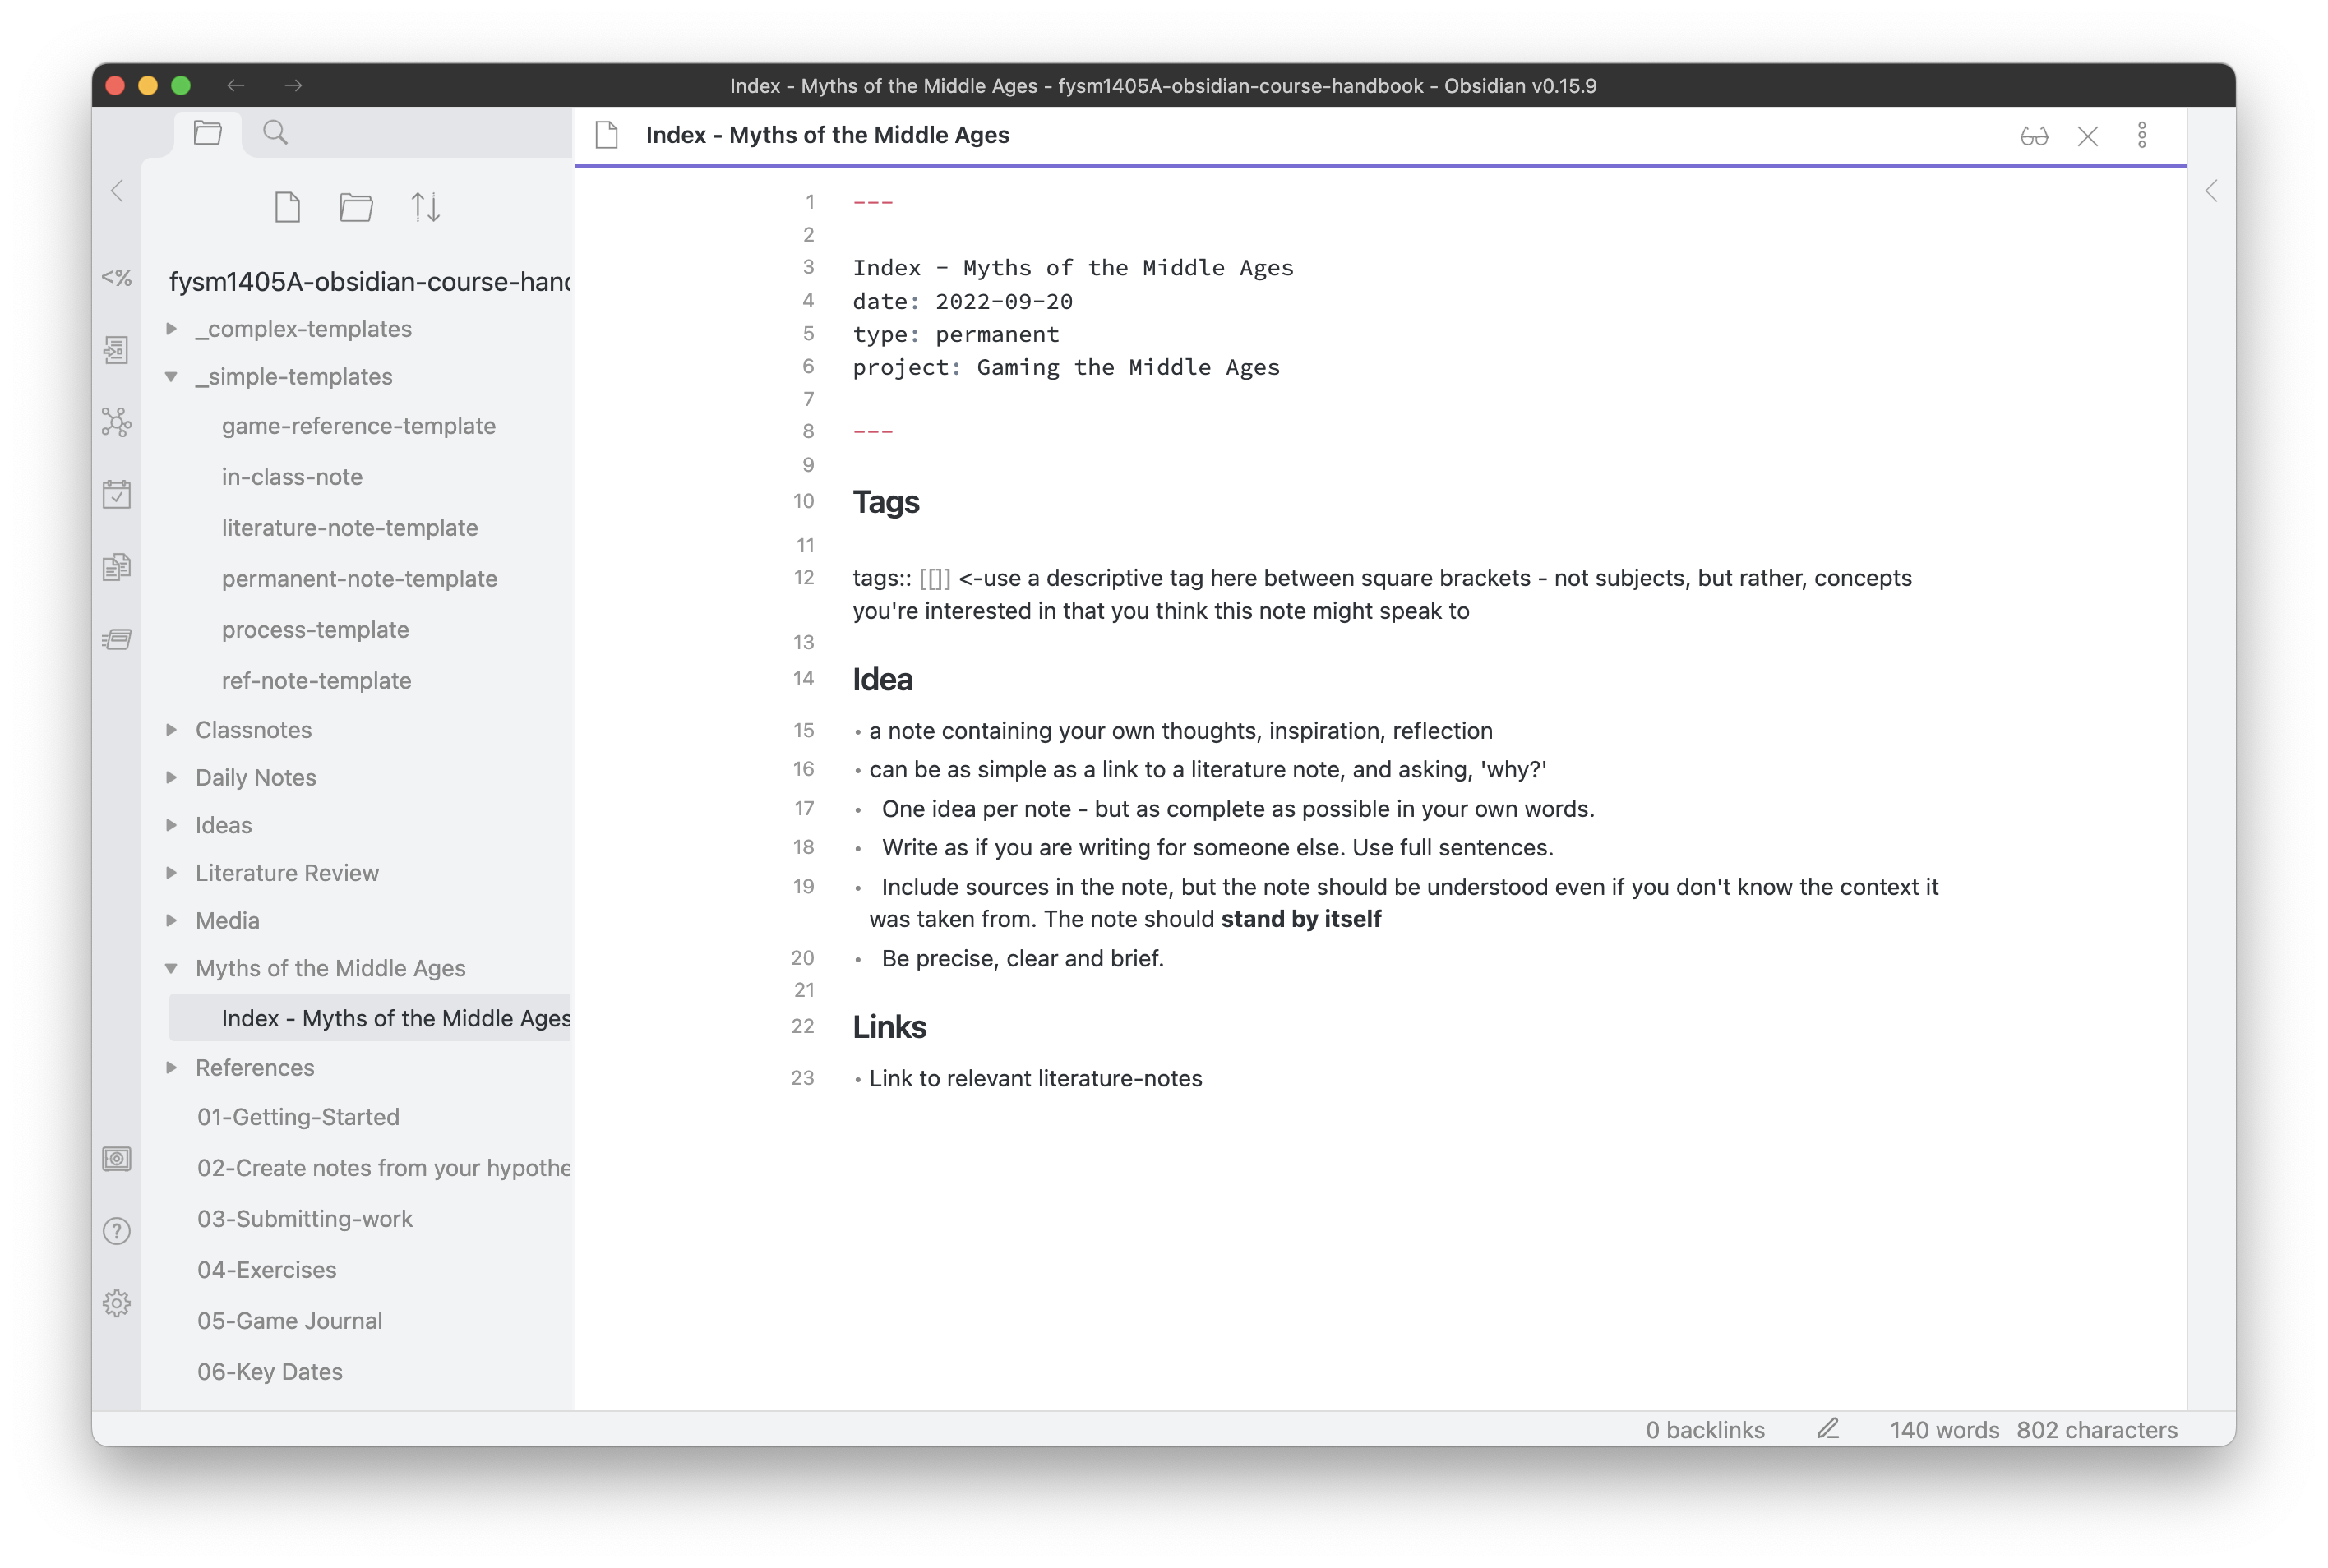 Index - Myths of the Middle Ages - fysm1405A-obsidian-course-handbook - Obsidian v0.15.9
Index - Myths of the Middle Ages
<%
fysm1405A-obsidian-course-hand
_complex-templates
_simple-templates
game-reference-template
in-class-note
literature-note-template
permanent-note-template
process-template
ref-note-template
Classnotes
Daily Notes
Ideas
Literature Review
Media
Myths of the Middle Ages
Index - Myths of the Middle Ages
References
01-Getting-Started
02-Create notes from your hypothe
03-Submitting-work
04-Exercises
05-Game Journal
06-Key Dates
1 ---
2
3 Index - Myths of the Middle Ages
4 date: 2022-09-20
5 type: permanent
6 project: Gaming the Middle Ages
7
8 ---
9
10 Tags
11
12 tags:: [[]] <-use a descriptive tag here between square brackets - not subjects, but rather, concepts
you're interested in that you think this note might speak to
13
14 Idea
15 • a note containing your own thoughts, inspiration, reflection
16 • can be as simple as a link to a literature note, and asking, 'why?'
17 • One idea per note - but as complete as possible in your own words.
18 • Write as if you are writing for someone else. Use full sentences.
19 • Include sources in the note, but the note should be understood even if you don't know the context it
was taken from. The note should stand by itself
20 • Be precise, clear and brief.
21
22 Links
23 • Link to relevant literature-notes
0 backlinks 140 words 802 characters